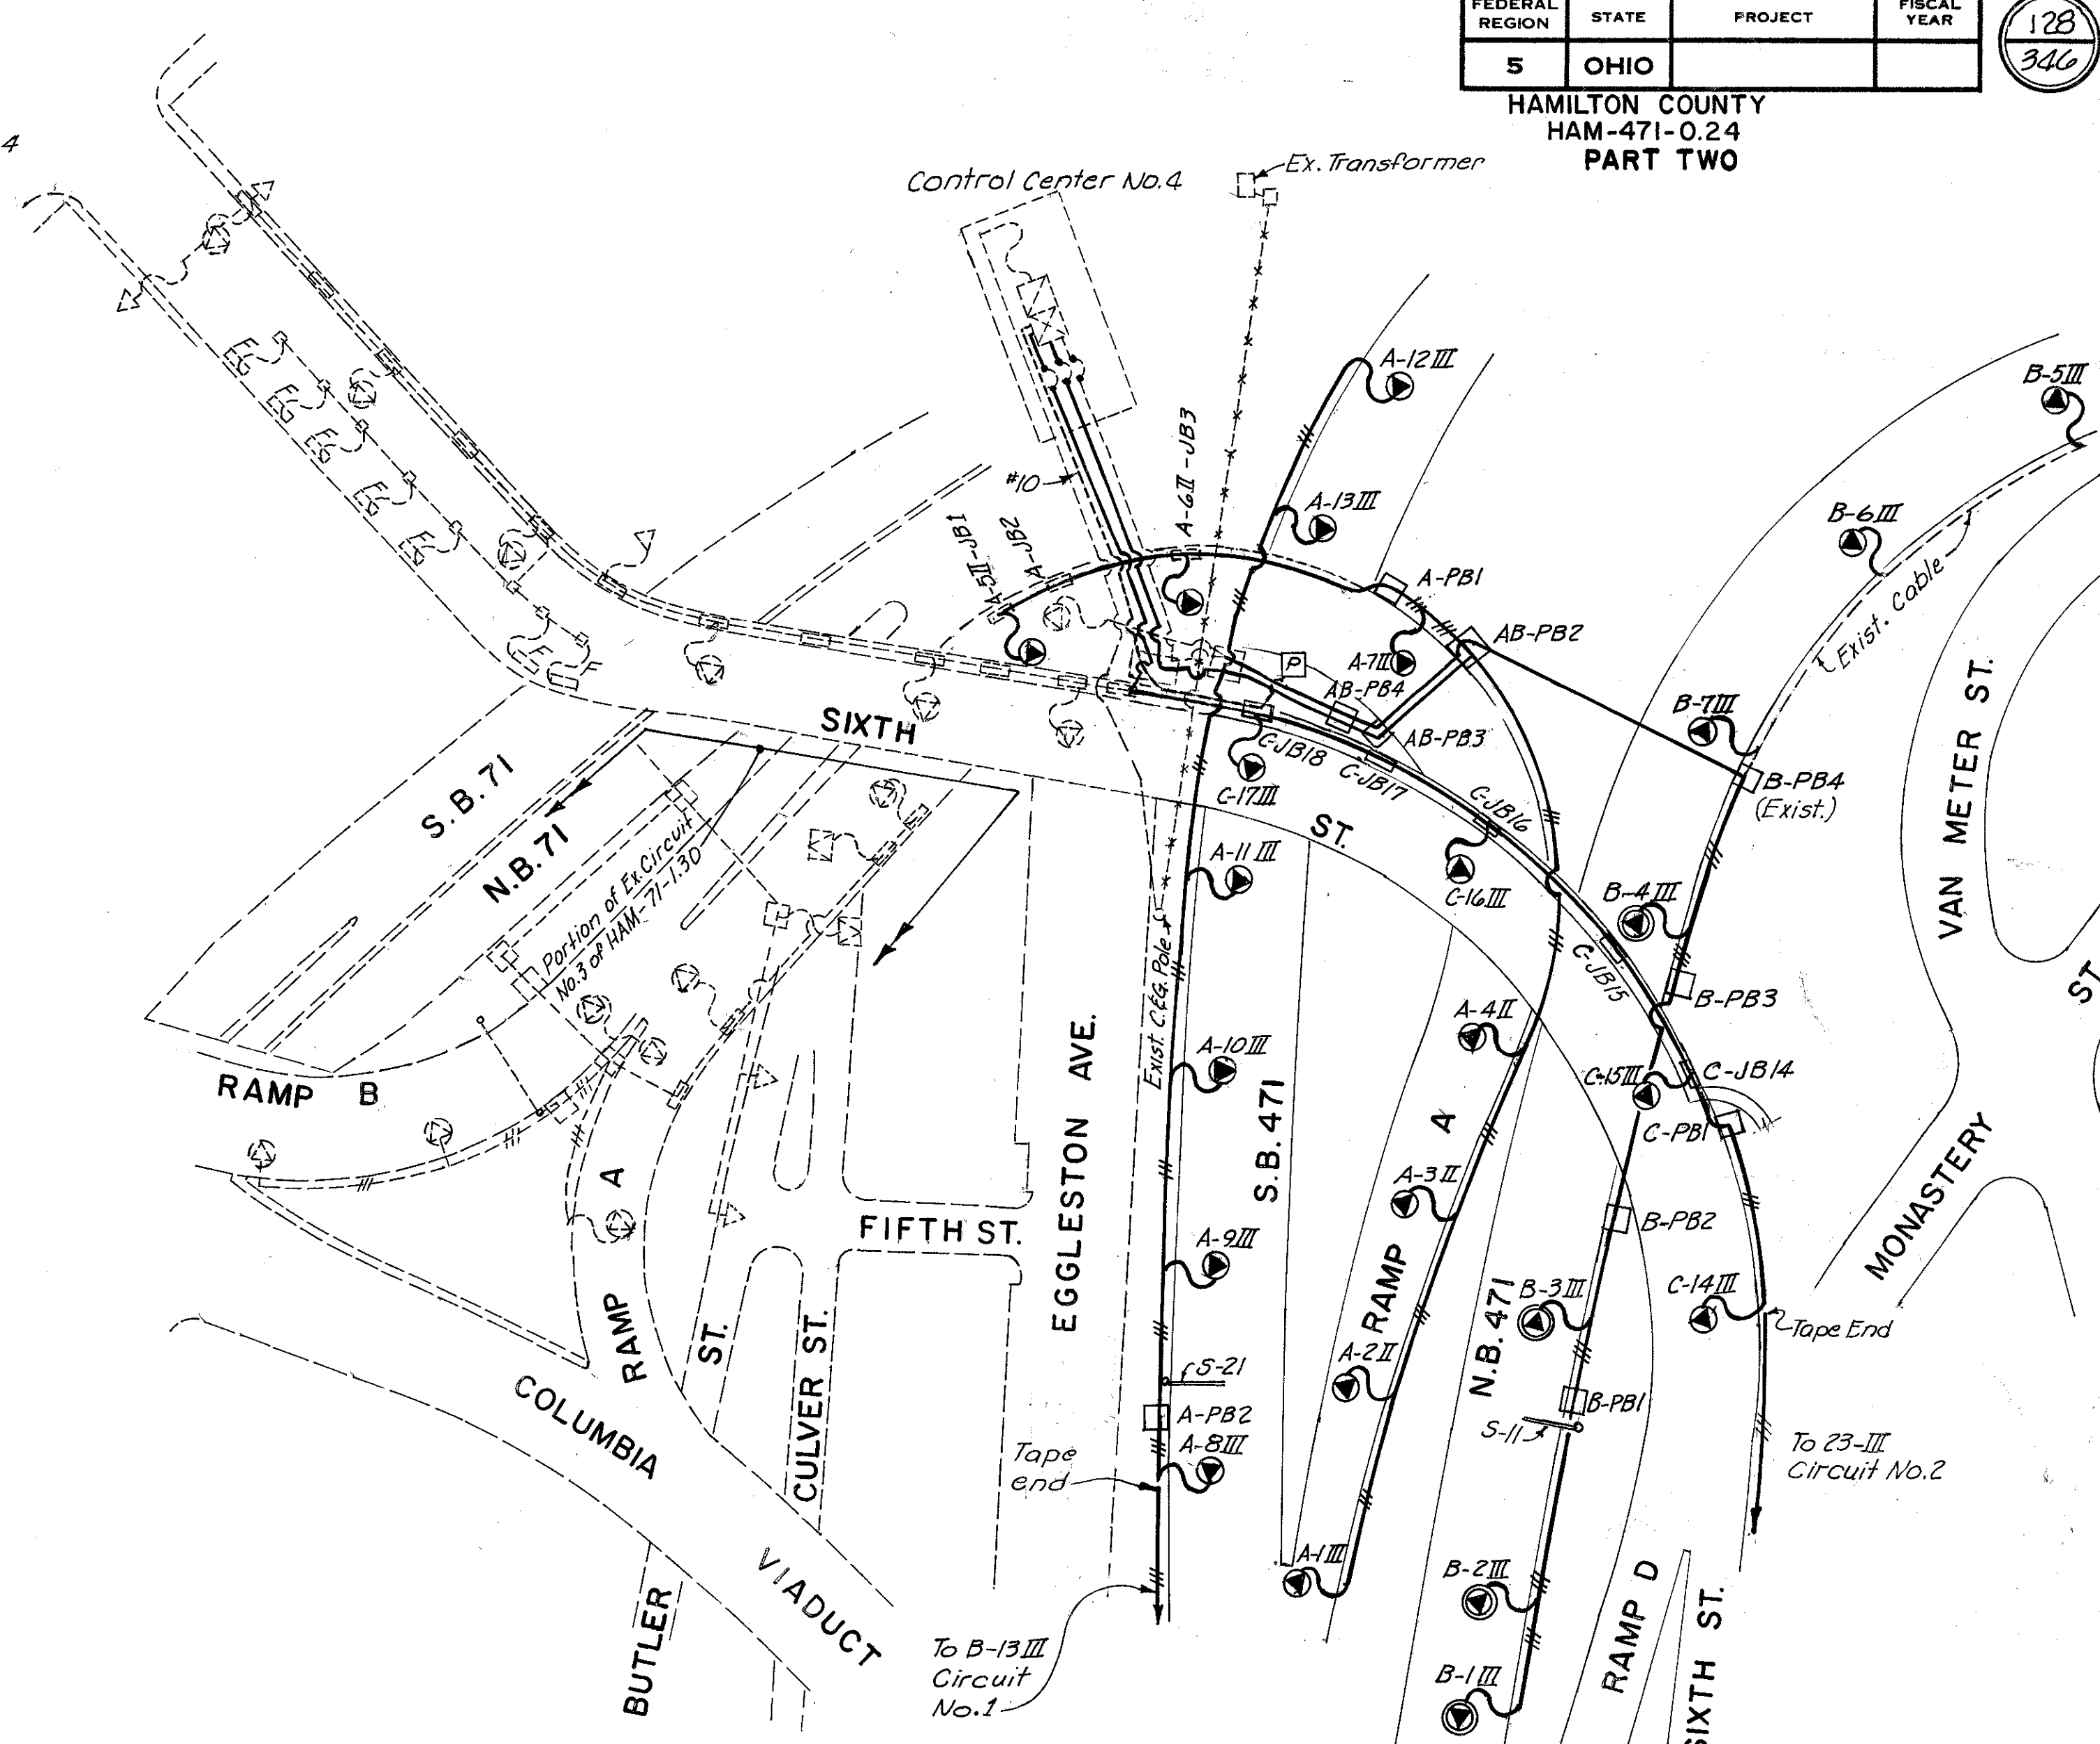 FEDERAL REGION
STATE
PROJECT
FISCAL YEAR
5
OHIO
128
346
HAMILTON COUNTY
HAM-471-0.24
PART TWO
4
Control Center No.4
Ex. Transformer
A-12 III
B-5 III
A-6 II -JB3
#10
A-13 III
B-6 III
A-5 II-JB1
A-JB2
A-PB1
AB-PB2
Exist. Cable
P
A-7 II
AB-PB4
B-7 III
SIXTH
AB-PB3
C-JB18
C-JB17
B-PB4
(Exist.)
VAN METER ST.
S.B. 71
C-17 III
C-JB16
ST.
N.B. 71
Portion of Ex. Circuit
No.3 of HAM-71-1.30
A-11 III
C-16 III
B-4 III
C-JB15
B-PB3
ST
Exist. C.&G. Pole
A-4 II
A-10 III
RAMP B
EGGLESTON AVE.
S.B. 471
C-15 III
C-JB14
C-PB1
A
RAMP A
A-3 II
B-PB2
FIFTH ST.
MONASTERY
A-9 III
RAMP
N.B. 471
B-3 III
C-14 III
Tape End
RAMP
ST.
CULVER ST.
S-21
A-2 II
COLUMBIA
A-PB2
B-PB1
S-11
A-8 III
Tape
end
To 23-III
Circuit No.2
VIADUCT
A-1 III
B-2 III
BUTLER
RAMP D
SIXTH ST.
To B-13 III
Circuit
No.1
B-1 III